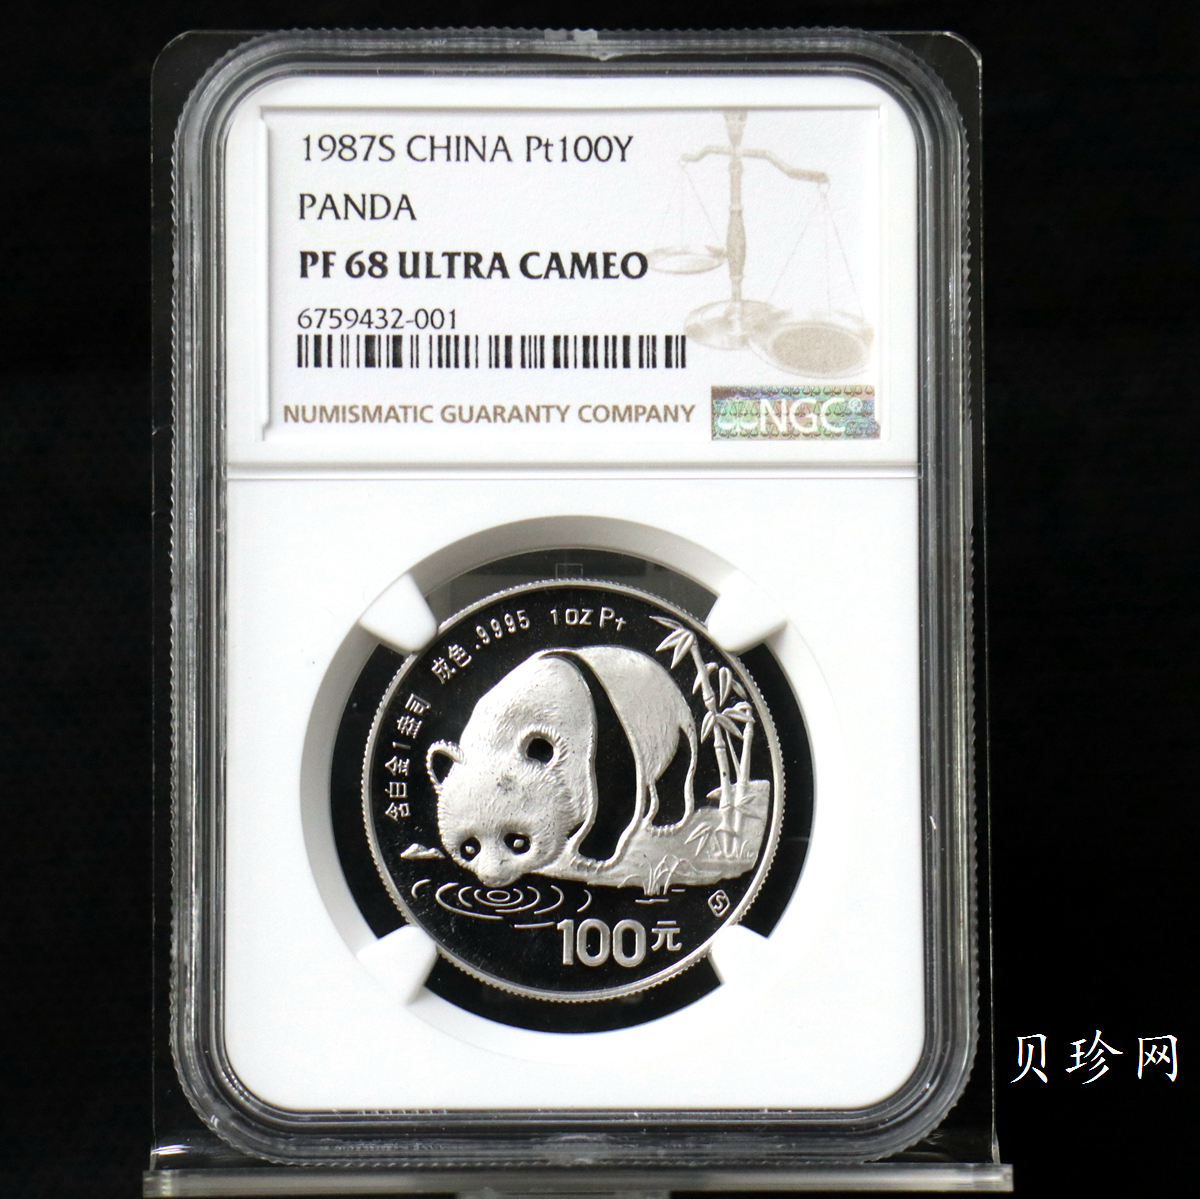 1987S CHINA Pt100Y
PANDA
PF 68 ULTRA CAMEO
6759432-001
NUMISMATIC GUARANTY COMPANY
NGC
含白金1盎司 成色.9995 1OZ Pt
S
100元
贝珍网